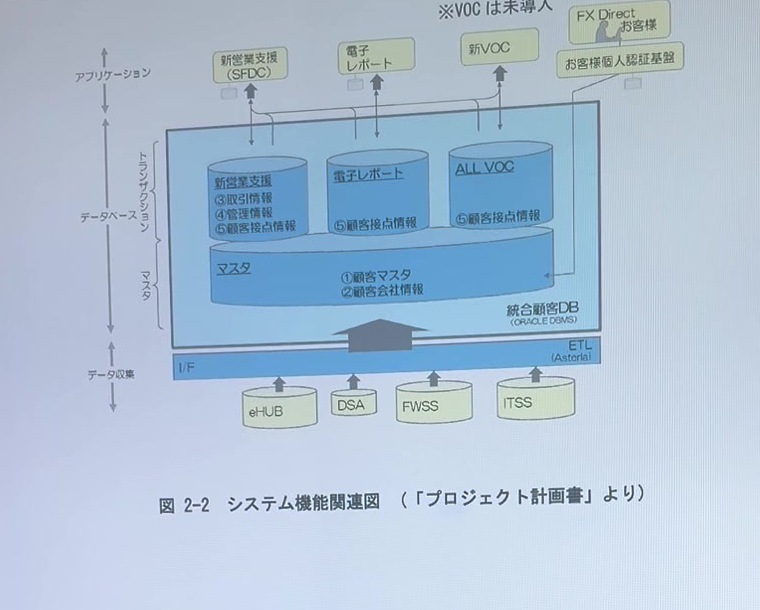 ※VOCは未導入
FX Direct
お客様
新営業支援
(SFDC)
電子
レポート
新VOC
お客様個人認証基盤
アプリケーション
データベース
トランザクション
マスタ
データ収集
新営業支援
③取引情報
④管理情報
⑤顧客接点情報
電子レポート
⑤顧客接点情報
ALL VOC
⑤顧客接点情報
マスタ
①顧客マスタ
②顧客会社情報
統合顧客DB
(ORACLE DBMS)
I/F
ETL
(Asteria)
eHUB
DSA
FWSS
ITSS
図 2-2 システム機能関連図 (「プロジェクト計画書」より)